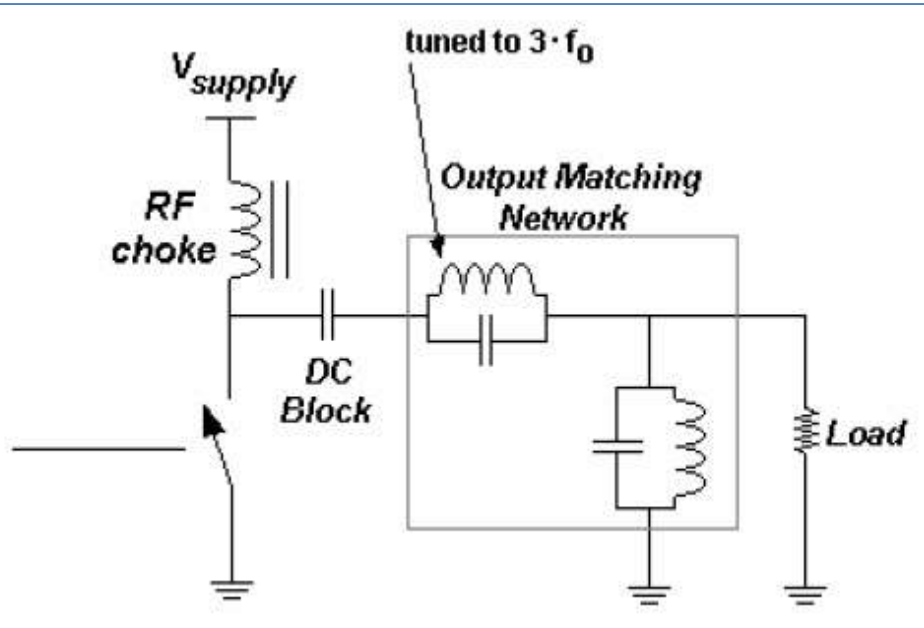 tuned to 3·f₀
Vsupply
Output Matching
Network
RF
choke
DC
Block
Load